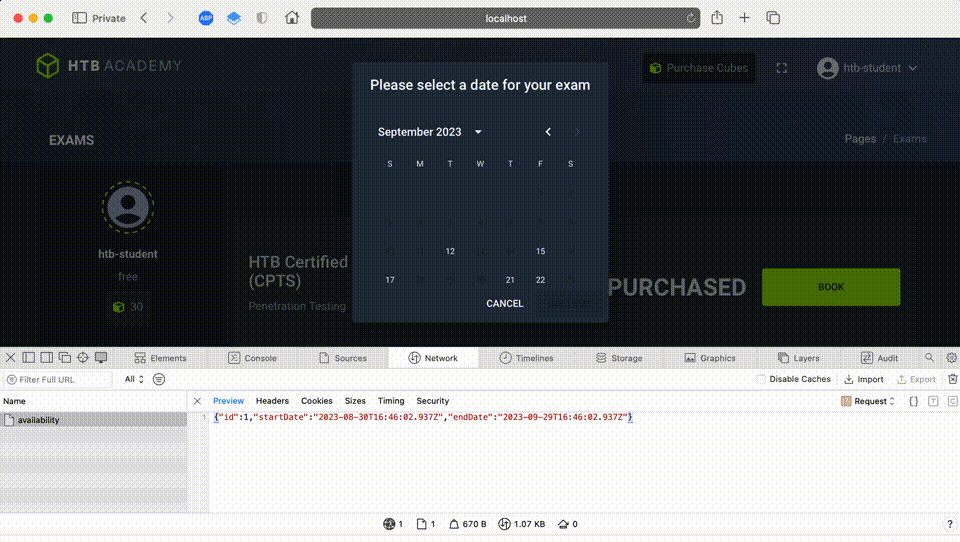 Private
ABP
localhost
HTB ACADEMY
Purchase Cubes
htb-student
Please select a date for your exam
September 2023
S M T W T F S
12 15
17 21 22
CANCEL
EXAMS
Pages / Exams
htb-student
free
30
HTB Certified
(CPTS)
Penetration Testing
PURCHASED
BOOK
Elements Console Sources Network Timelines Storage Graphics Layers Audit
Filter Full URL All Disable Caches Import Export
Name Preview Headers Cookies Sizes Timing Security Request
availability
1 {"id":1,"startDate":"2023-08-30T16:46:02.937Z","endDate":"2023-09-29T16:46:02.937Z"}
1 1 670 B 1.07 KB 0 ?